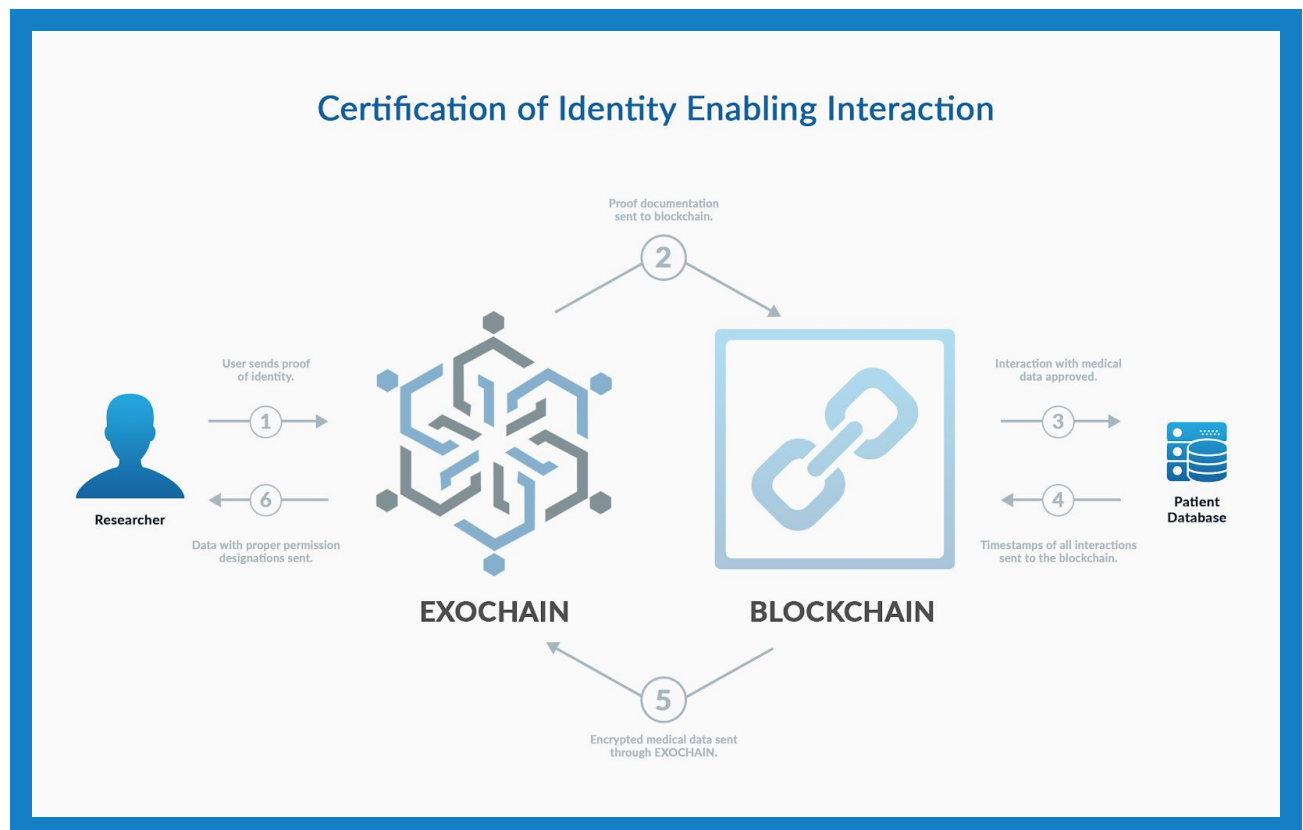 Certification of Identity Enabling Interaction
Proof documentation
sent to blockchain.
2
User sends proof
of identity.
1
Interaction with medical
data approved.
3
6
4
Researcher
Patient
Database
Data with proper permission
designations sent.
Timestamps of all interactions
sent to the blockchain.
EXOCHAIN
BLOCKCHAIN
5
Encrypted medical data sent
through EXOCHAIN.